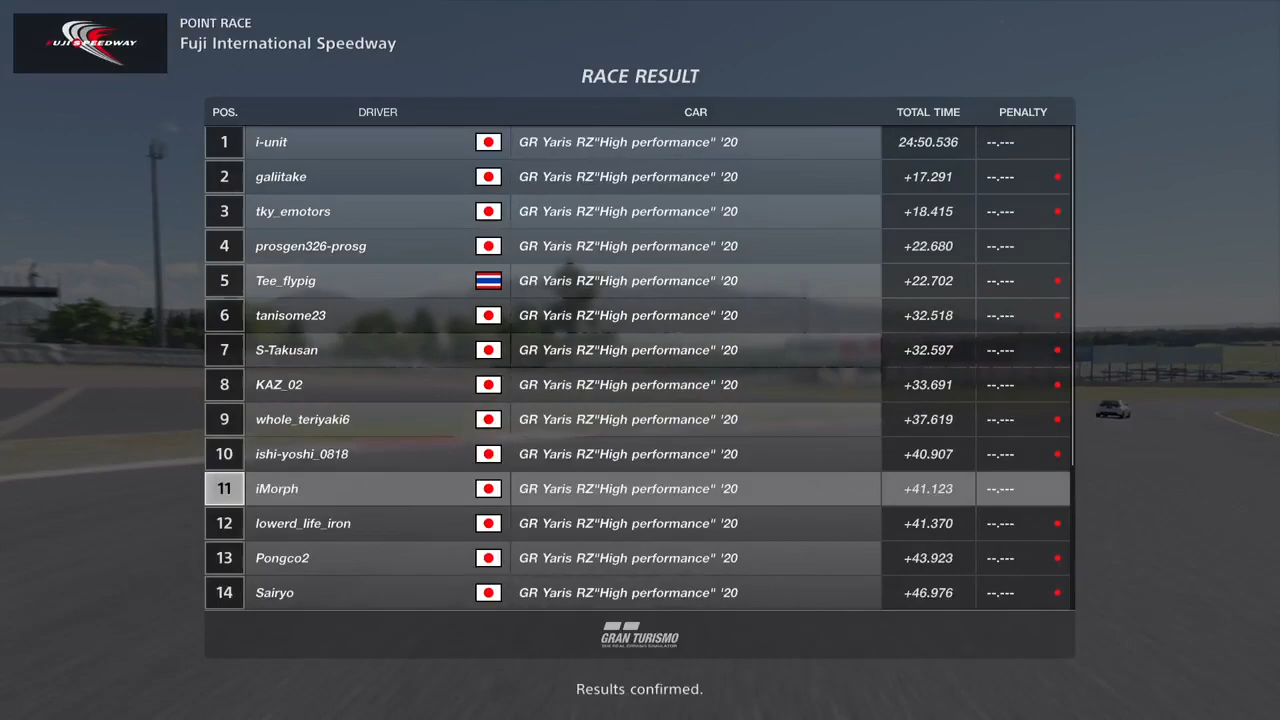 FUJI SPEEDWAY
POINT RACE
Fuji International Speedway
RACE RESULT
POS. DRIVER CAR TOTAL TIME PENALTY
1 i-unit GR Yaris RZ"High performance" '20 24:50.536 --.---
2 galiitake GR Yaris RZ"High performance" '20 +17.291 --.---
3 tky_emotors GR Yaris RZ"High performance" '20 +18.415 --.---
4 prosgen326-prosg GR Yaris RZ"High performance" '20 +22.680 --.---
5 Tee_flypig GR Yaris RZ"High performance" '20 +22.702 --.---
6 tanisome23 GR Yaris RZ"High performance" '20 +32.518 --.---
7 S-Takusan GR Yaris RZ"High performance" '20 +32.597 --.---
8 KAZ_02 GR Yaris RZ"High performance" '20 +33.691 --.---
9 whole_teriyaki6 GR Yaris RZ"High performance" '20 +37.619 --.---
10 ishi-yoshi_0818 GR Yaris RZ"High performance" '20 +40.907 --.---
11 iMorph GR Yaris RZ"High performance" '20 +41.123 --.---
12 lowerd_life_iron GR Yaris RZ"High performance" '20 +41.370 --.---
13 Pongco2 GR Yaris RZ"High performance" '20 +43.923 --.---
14 Sairyo GR Yaris RZ"High performance" '20 +46.976 --.---
GRAN TURISMO
THE REAL DRIVING SIMULATOR
Results confirmed.